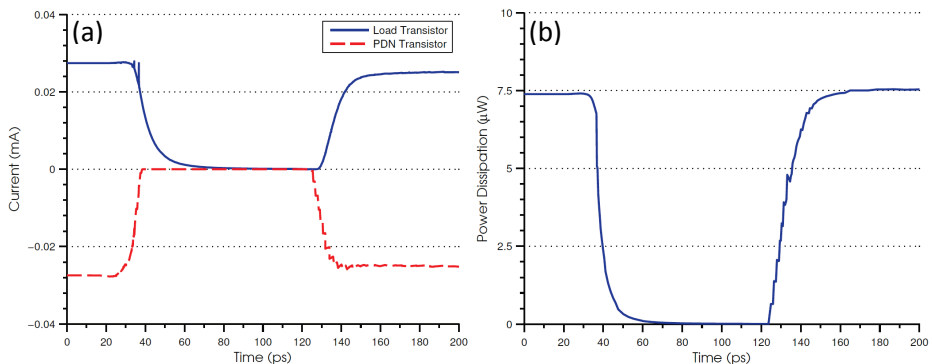 (a)
Load Transistor
PDN Transistor
Current (mA)
0.04
0.02
0
−0.02
−0.04
0 20 40 60 80 100 120 140 160 180 200
Time (ps)
(b)
Power Dissipation (μW)
10
7.5
5
2.5
0
0 20 40 60 80 100 120 140 160 180 200
Time (ps)